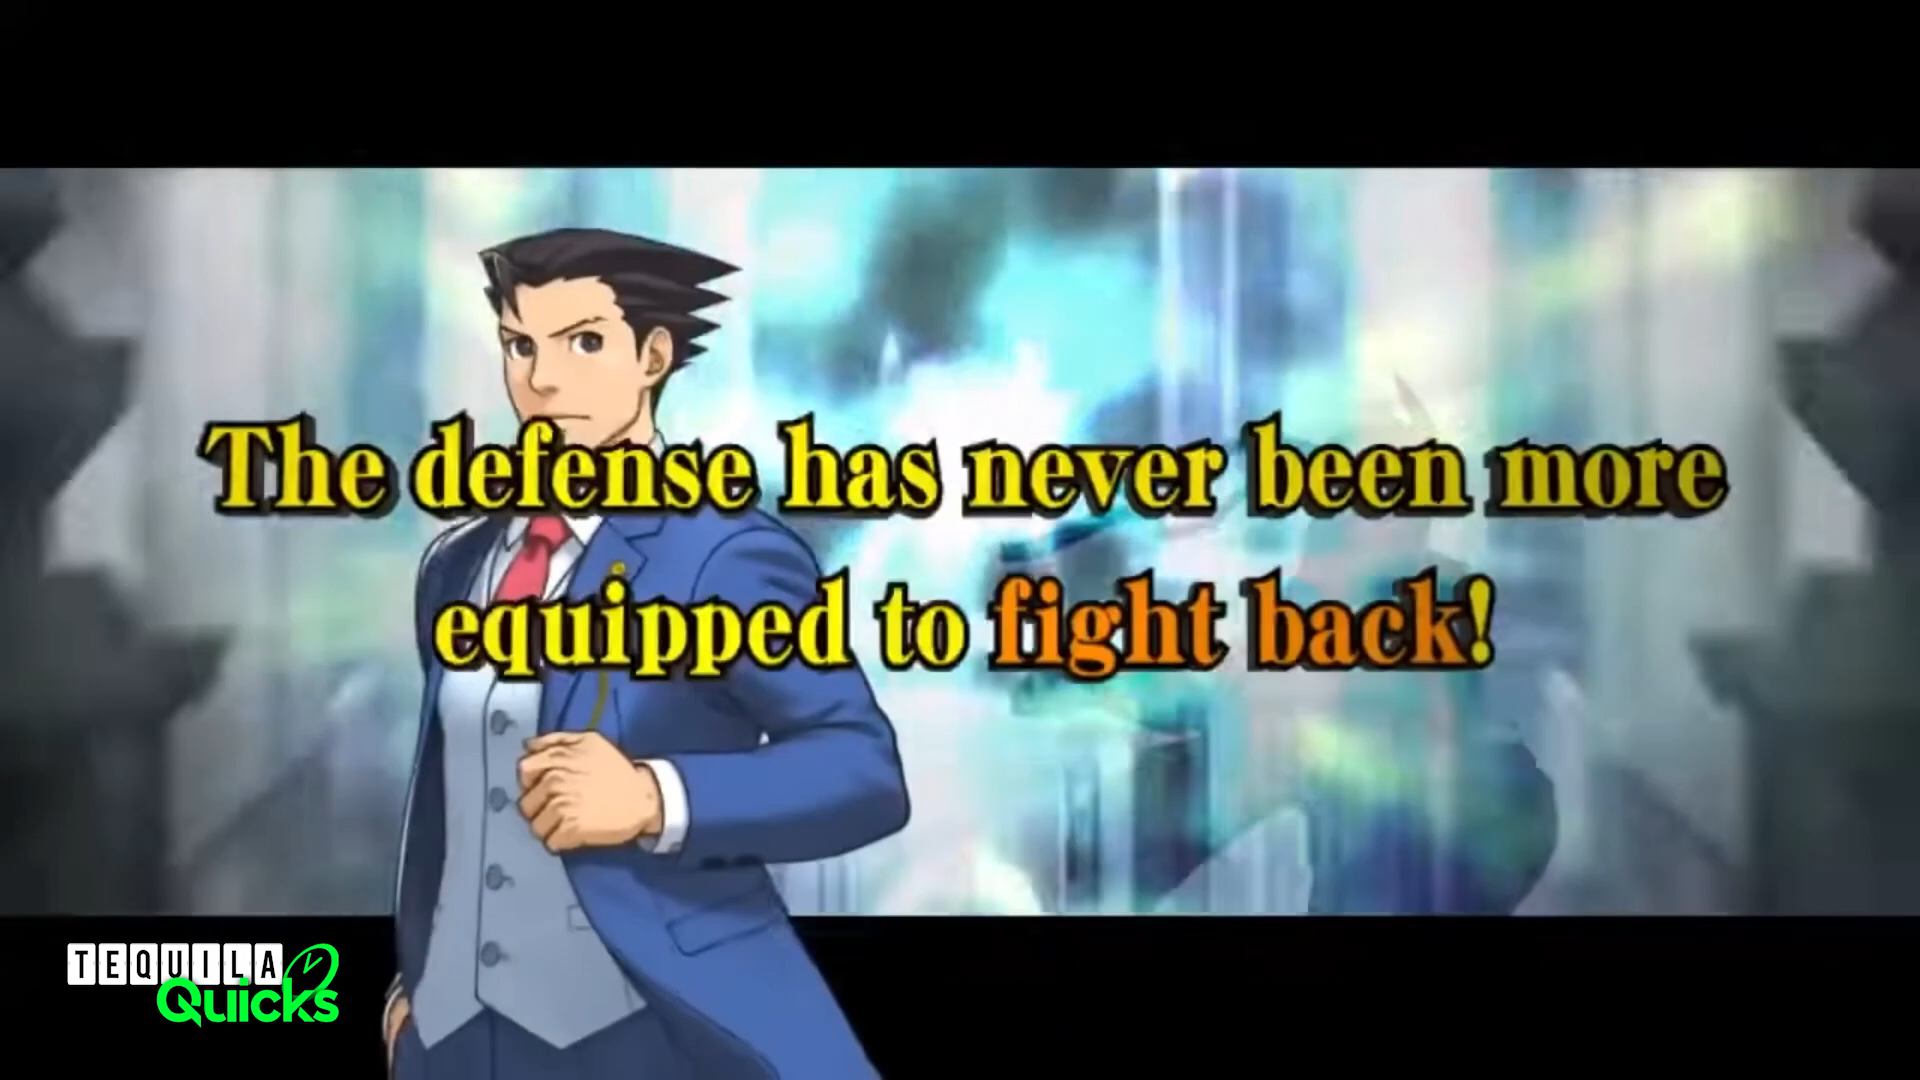 The defense has never been more
equipped to fight back!
TEQUILA
Quicks